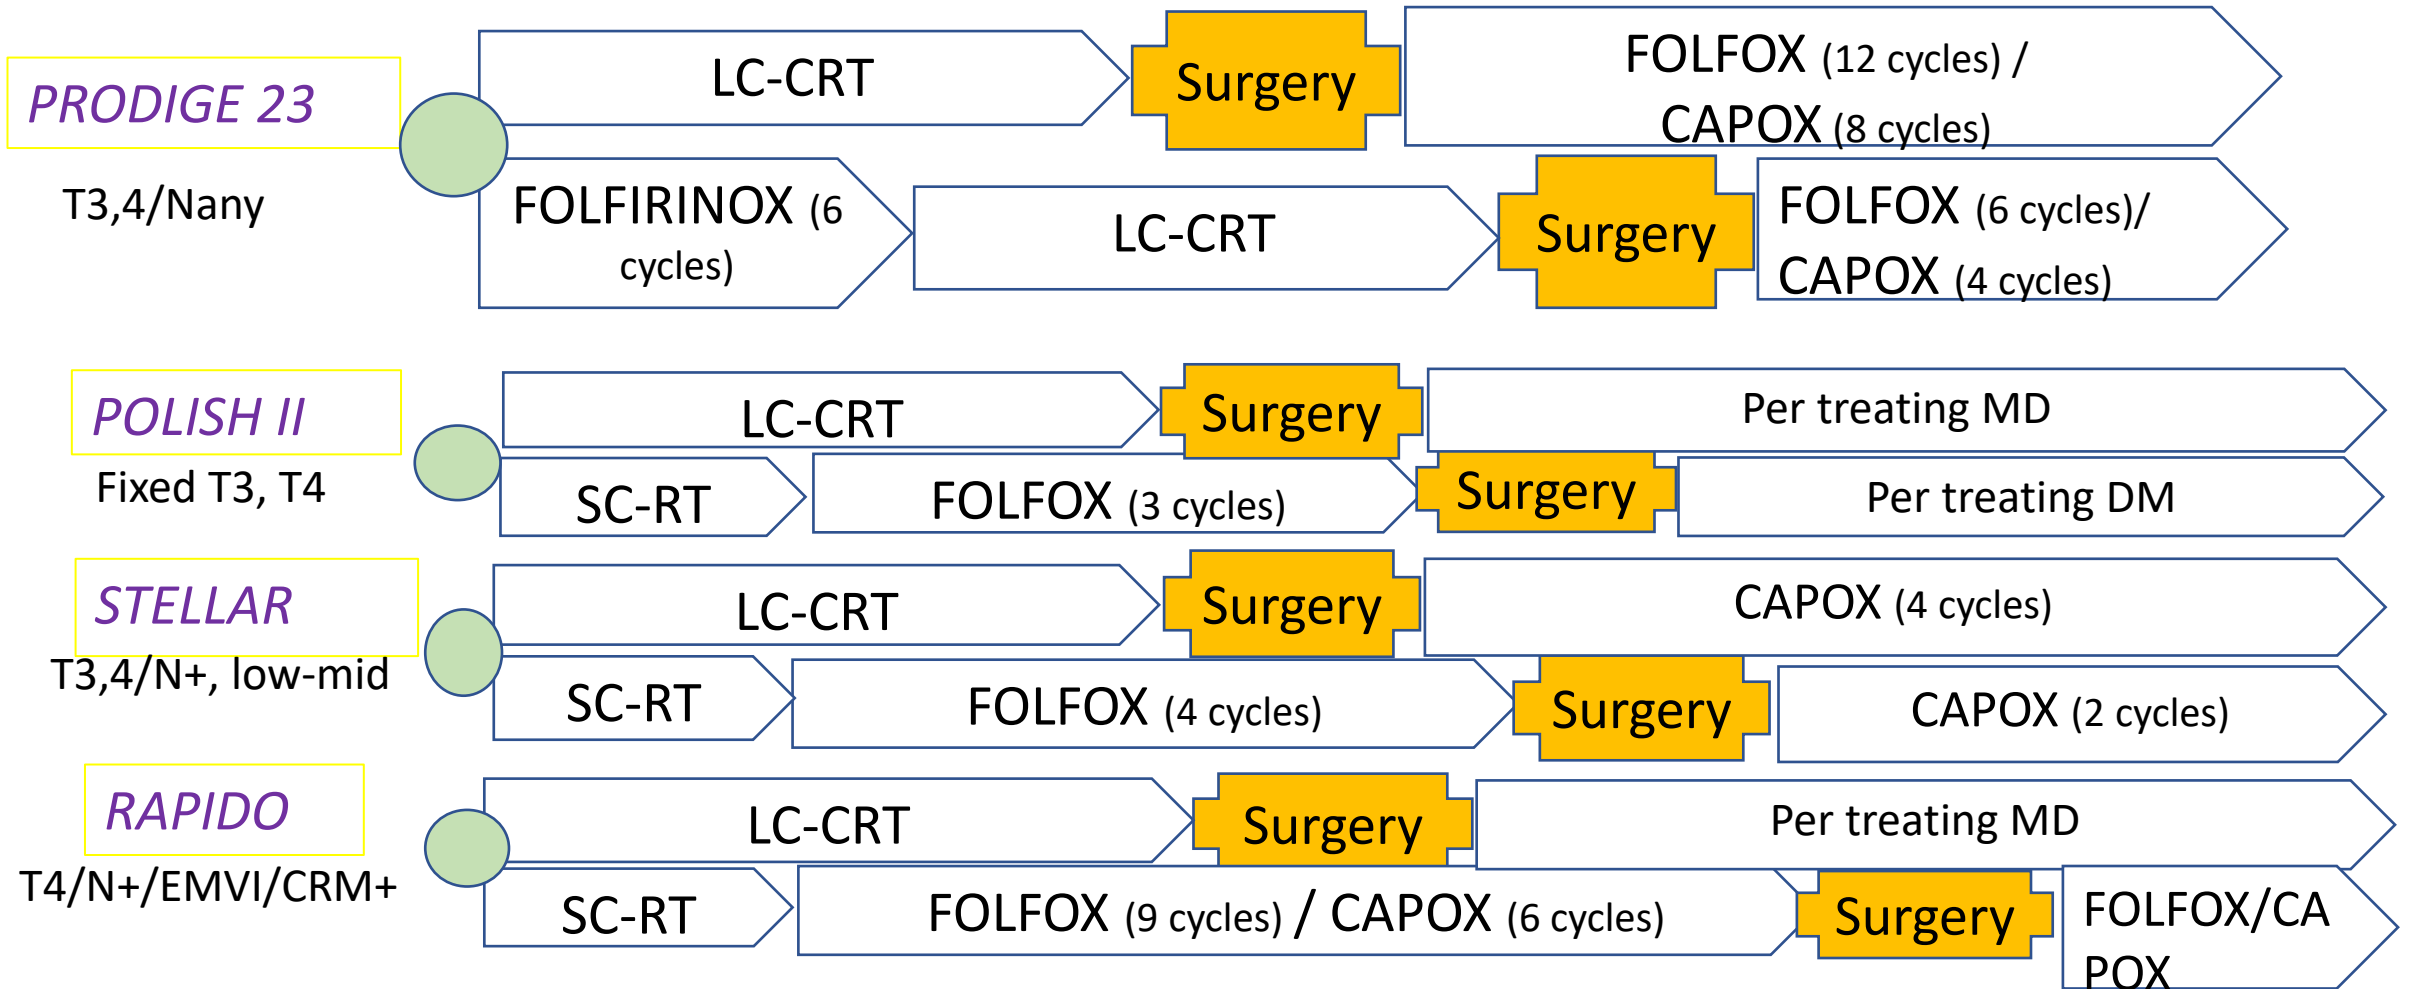 PRODIGE 23
T3,4/Nany
LC-CRT
Surgery
FOLFOX (12 cycles) /
CAPOX (8 cycles)
FOLFIRINOX (6
cycles)
LC-CRT
Surgery
FOLFOX (6 cycles)/
CAPOX (4 cycles)
POLISH II
Fixed T3, T4
LC-CRT
Surgery
Per treating MD
SC-RT
FOLFOX (3 cycles)
Surgery
Per treating DM
STELLAR
T3,4/N+, low-mid
LC-CRT
Surgery
CAPOX (4 cycles)
SC-RT
FOLFOX (4 cycles)
Surgery
CAPOX (2 cycles)
RAPIDO
T4/N+/EMVI/CRM+
LC-CRT
Surgery
Per treating MD
SC-RT
FOLFOX (9 cycles) / CAPOX (6 cycles)
Surgery
FOLFOX/CA
POX